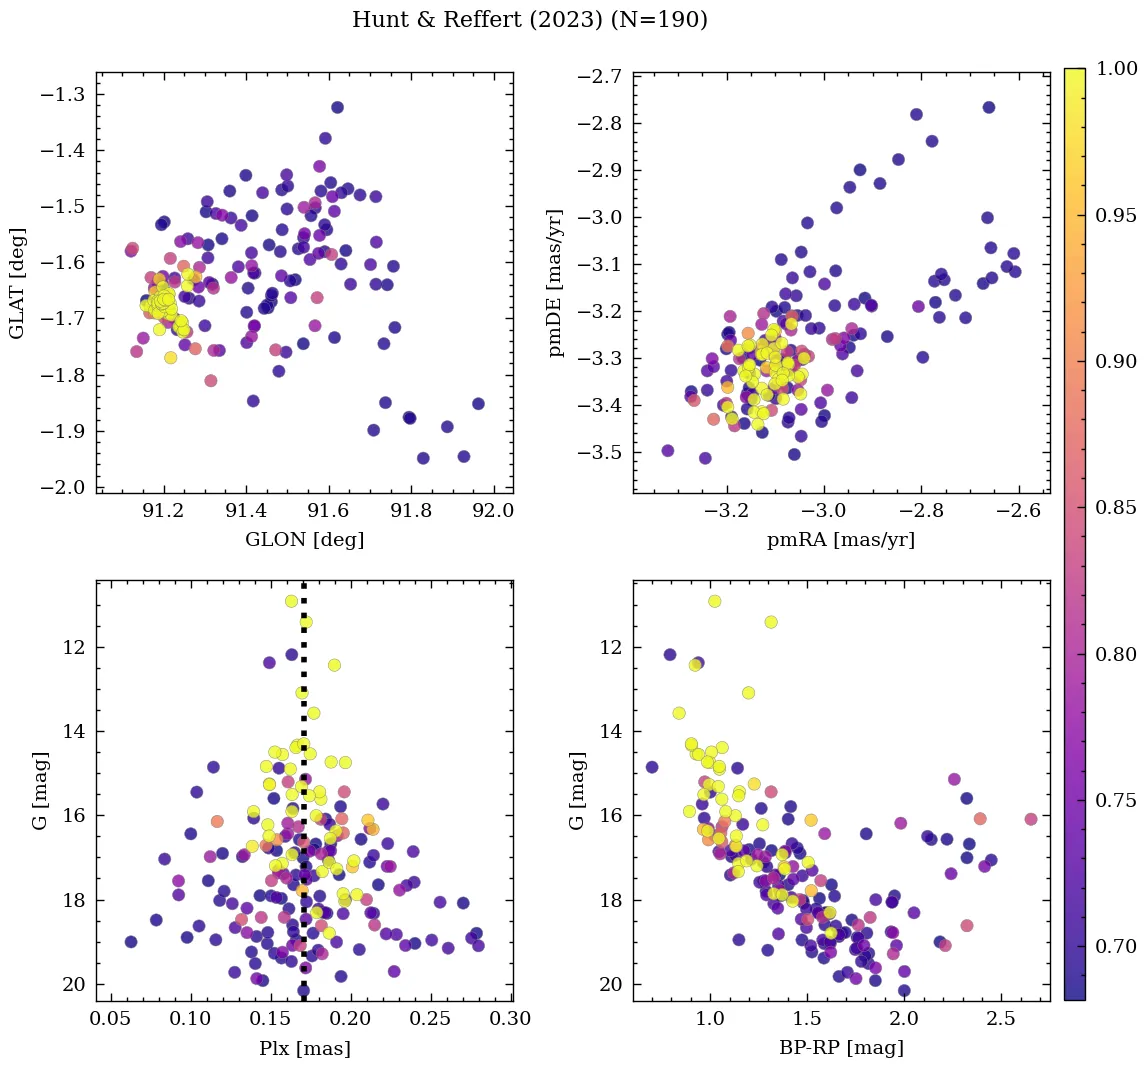 Hunt & Reffert (2023) (N=190)
−1.3
−1.4
−1.5
−1.6
−1.7
−1.8
−1.9
−2.0
GLAT [deg]
91.2 91.4 91.6 91.8 92.0
GLON [deg]
−2.7
−2.8
−2.9
−3.0
−3.1
−3.2
−3.3
−3.4
−3.5
pmDE [mas/yr]
−3.2 −3.0 −2.8 −2.6
pmRA [mas/yr]
12
14
16
18
20
G [mag]
0.05 0.10 0.15 0.20 0.25 0.30
Plx [mas]
12
14
16
18
20
G [mag]
1.0 1.5 2.0 2.5
BP-RP [mag]
1.00
0.95
0.90
0.85
0.80
0.75
0.70